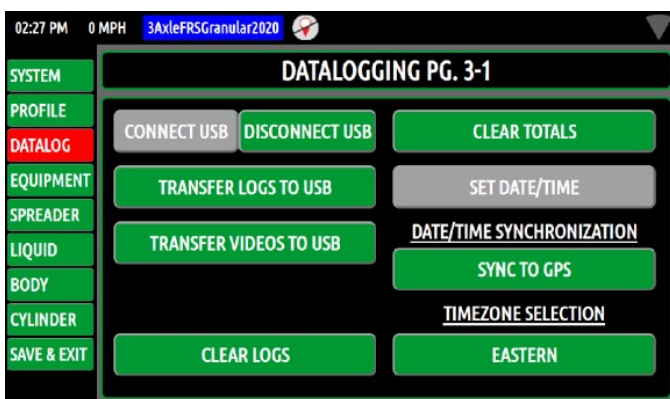 02:27 PM 0 MPH 3AxleFRSGranular2020
DATALOGGING PG. 3-1
SYSTEM
PROFILE
DATALOG
EQUIPMENT
SPREADER
LIQUID
BODY
CYLINDER
SAVE & EXIT
CONNECT USB DISCONNECT USB
TRANSFER LOGS TO USB
TRANSFER VIDEOS TO USB
CLEAR LOGS
CLEAR TOTALS
SET DATE/TIME
DATE/TIME SYNCHRONIZATION
SYNC TO GPS
TIMEZONE SELECTION
EASTERN